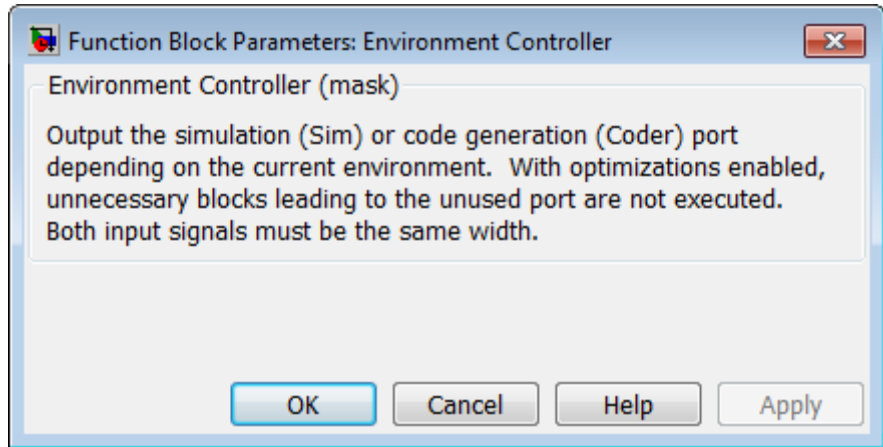 Function Block Parameters: Environment Controller
Environment Controller (mask)
Output the simulation (Sim) or code generation (Coder) port
depending on the current environment.  With optimizations enabled,
unnecessary blocks leading to the unused port are not executed.
Both input signals must be the same width.
OK Cancel Help Apply